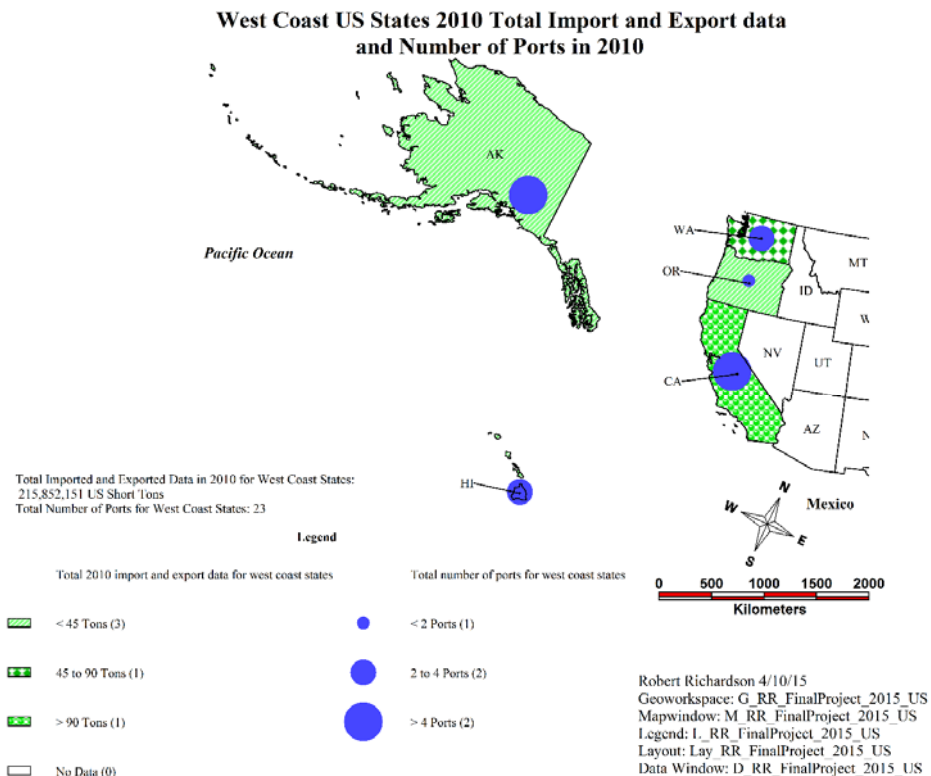 West Coast US States 2010 Total Import and Export data
and Number of Ports in 2010
AK
Pacific Ocean
WA
MT
OR
ID
W
NV
UT
CA
AZ
N
HI
Total Imported and Exported Data in 2010 for West Coast States:
215,852,151 US Short Tons
Total Number of Ports for West Coast States: 23
N
W
E
S
Mexico
Legend
Total 2010 import and export data for west coast states
Total number of ports for west coast states
0 500 1000 1500 2000
Kilometers
< 45 Tons (3)
< 2 Ports (1)
45 to 90 Tons (1)
2 to 4 Ports (2)
> 90 Tons (1)
> 4 Ports (2)
No Data (0)
Robert Richardson 4/10/15
Geoworkspace: G_RR_FinalProject_2015_US
Mapwindow: M_RR_FinalProject_2015_US
Legend: L_RR_FinalProject_2015_US
Layout: Lay_RR_FinalProject_2015_US
Data Window: D_RR_FinalProject_2015_US